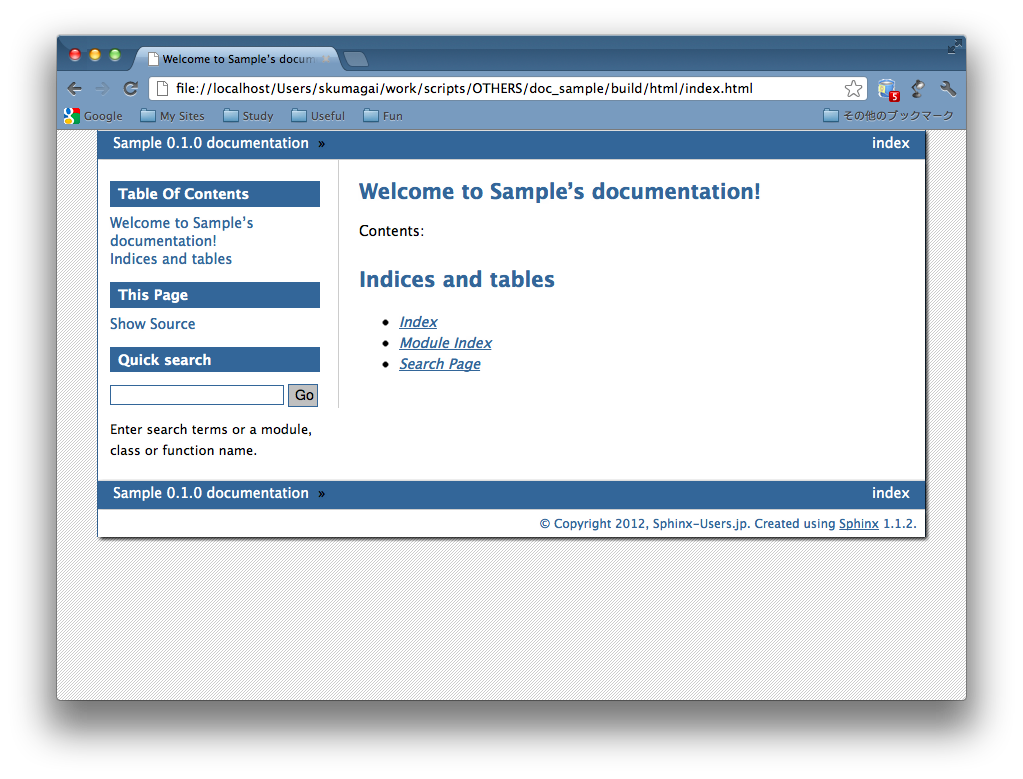 Welcome to Sample's docum
file://localhost/Users/skumagai/work/scripts/OTHERS/doc_sample/build/html/index.html
5
Google My Sites Study Useful Fun その他のブックマーク
Sample 0.1.0 documentation » index
Table Of Contents
Welcome to Sample's
documentation!
Indices and tables
This Page
Show Source
Quick search
Go
Enter search terms or a module,
class or function name.
Welcome to Sample's documentation!
Contents:
Indices and tables
Index
Module Index
Search Page
Sample 0.1.0 documentation » index
© Copyright 2012, Sphinx-Users.jp. Created using Sphinx 1.1.2.